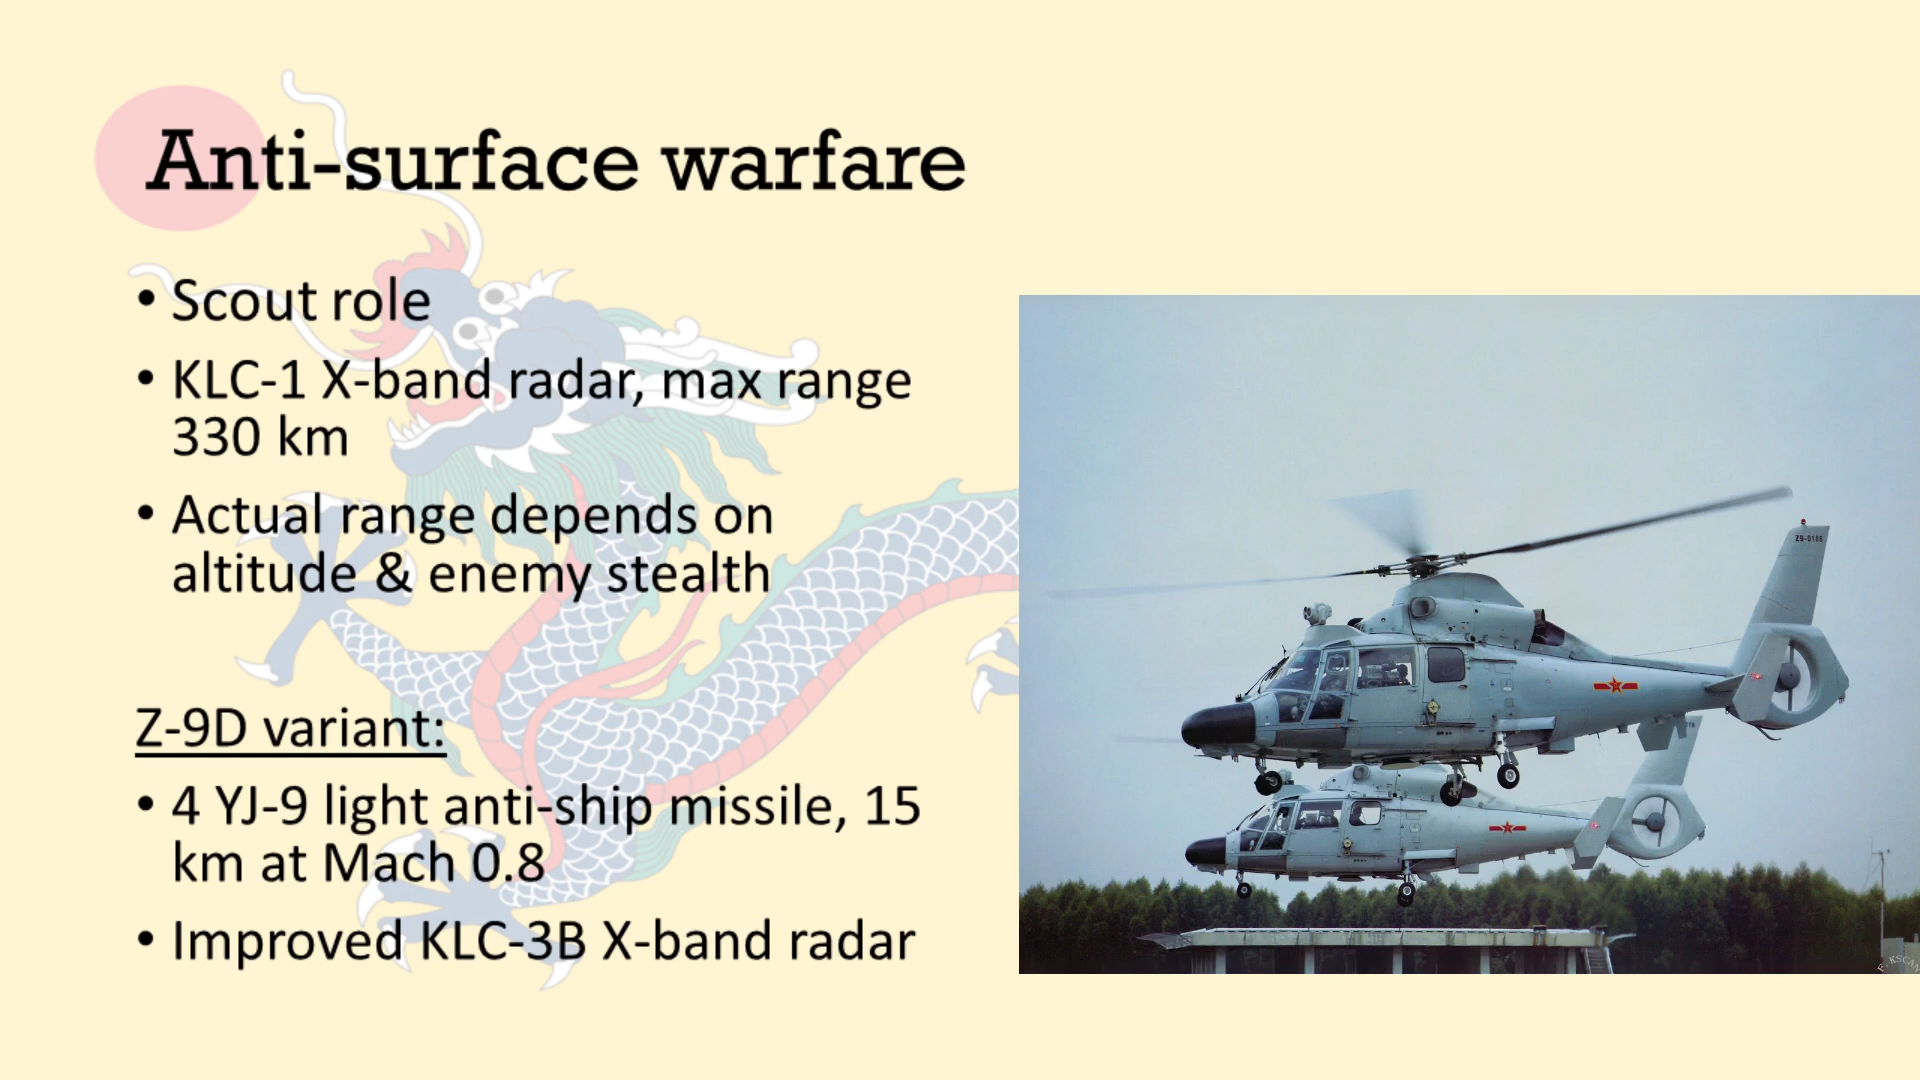 Anti-surface warfare
• Scout role
• KLC-1 X-band radar, max range
330 km
• Actual range depends on
altitude & enemy stealth
Z-9D variant:
• 4 YJ-9 light anti-ship missile, 15
km at Mach 0.8
• Improved KLC-3B X-band radar
Z9-0166